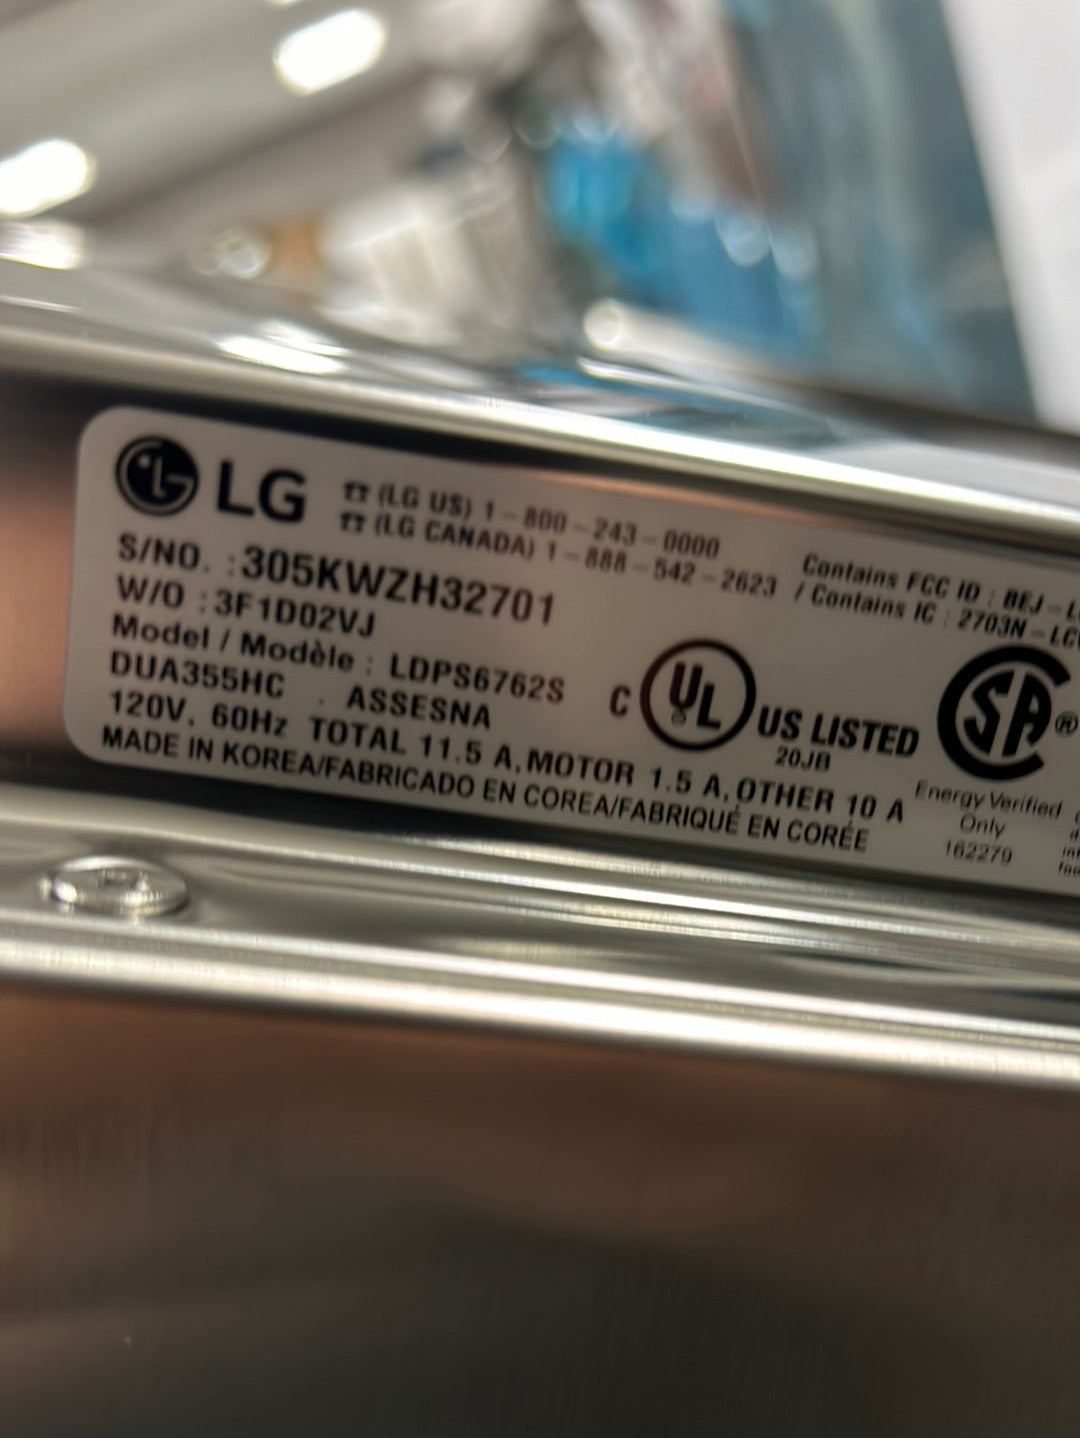 LG (LG US) 1-800-243-0000
(LG CANADA) 1-888-542-2623
S/NO. : 305KWZH32701
W/O : 3F1D02VJ
Model / Modèle : LDPS6762S
DUA355HC . ASSESNA
120V, 60Hz TOTAL 11.5 A, MOTOR 1.5 A, OTHER 10 A
MADE IN KOREA/FABRICADO EN COREA/FABRIQUÉ EN CORÉE
C UL ® US LISTED
20JB
Contains FCC ID : BEJ-L
/ Contains IC : 2703N-LC
SA ®
Energy Verified
Only
162279